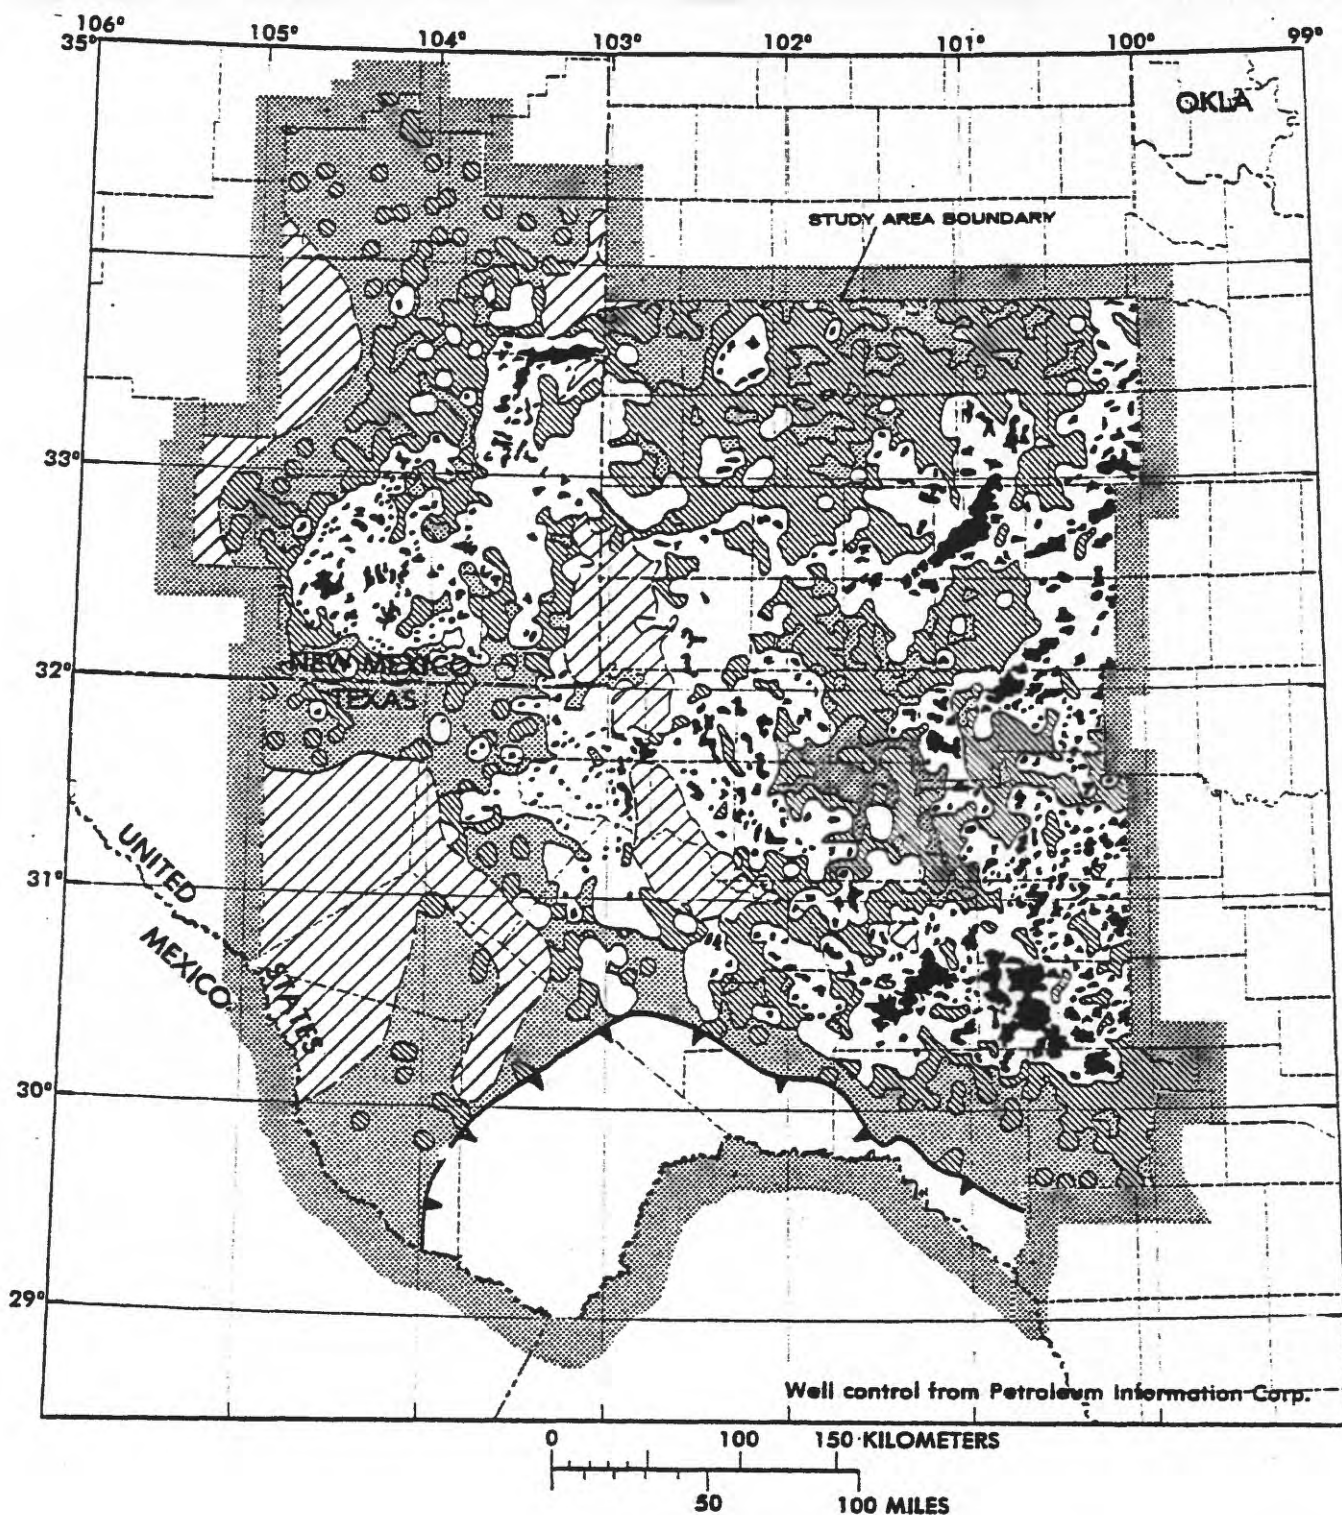 106°
35°
105°
104°
103°
102°
101°
100°
99°
OKLA
STUDY AREA BOUNDARY
33°
32°
NEW MEXICO
TEXAS
31°
UNITED
STATES
MEXICO
30°
29°
Well control from Petroleum Information Corp.
0 100 150 KILOMETERS
50 100 MILES